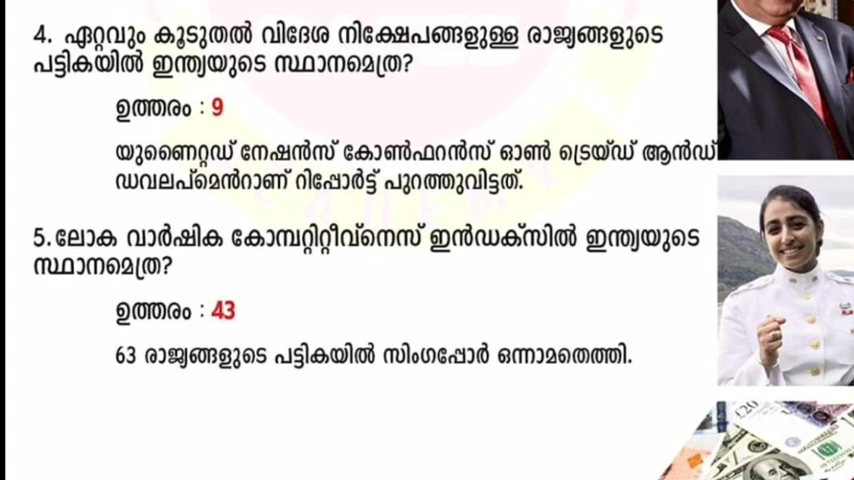 4. ഏറ്റവും കൂടുതൽ വിദേശ നിക്ഷേപങ്ങളുള്ള രാജ്യങ്ങളുടെ
പട്ടികയിൽ ഇന്ത്യയുടെ സ്ഥാനമെത്ര?
ഉത്തരം : 9
യുണൈറ്റഡ് നേഷൻസ് കോൺഫറൻസ് ഓൺ ട്രെയ്ഡ് ആൻഡ്
ഡവലപ്മെൻറാണ് റിപ്പോർട്ട് പുറത്തുവിട്ടത്.
5.ലോക വാർഷിക കോമ്പറ്റിറ്റീവ്നെസ് ഇൻഡക്സിൽ ഇന്ത്യയുടെ
സ്ഥാനമെത്ര?
ഉത്തരം : 43
63 രാജ്യങ്ങളുടെ പട്ടികയിൽ സിംഗപ്പോർ ഒന്നാമതെത്തി.
£20